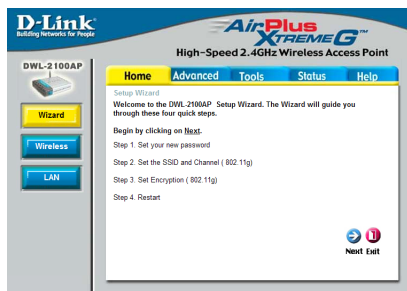 D-Link
Building Networks for People
AirPlus
XTREME G™
High-Speed 2.4GHz Wireless Access Point
DWL-2100AP
Home Advanced Tools Status Help
Wizard
Wireless
LAN
Setup Wizard
Welcome to the DWL-2100AP Setup Wizard. The Wizard will guide you
through these four quick steps.
Begin by clicking on Next.
Step 1. Set your new password
Step 2. Set the SSID and Channel ( 802.11g)
Step 3. Set Encryption ( 802.11g)
Step 4. Restart
Next Exit